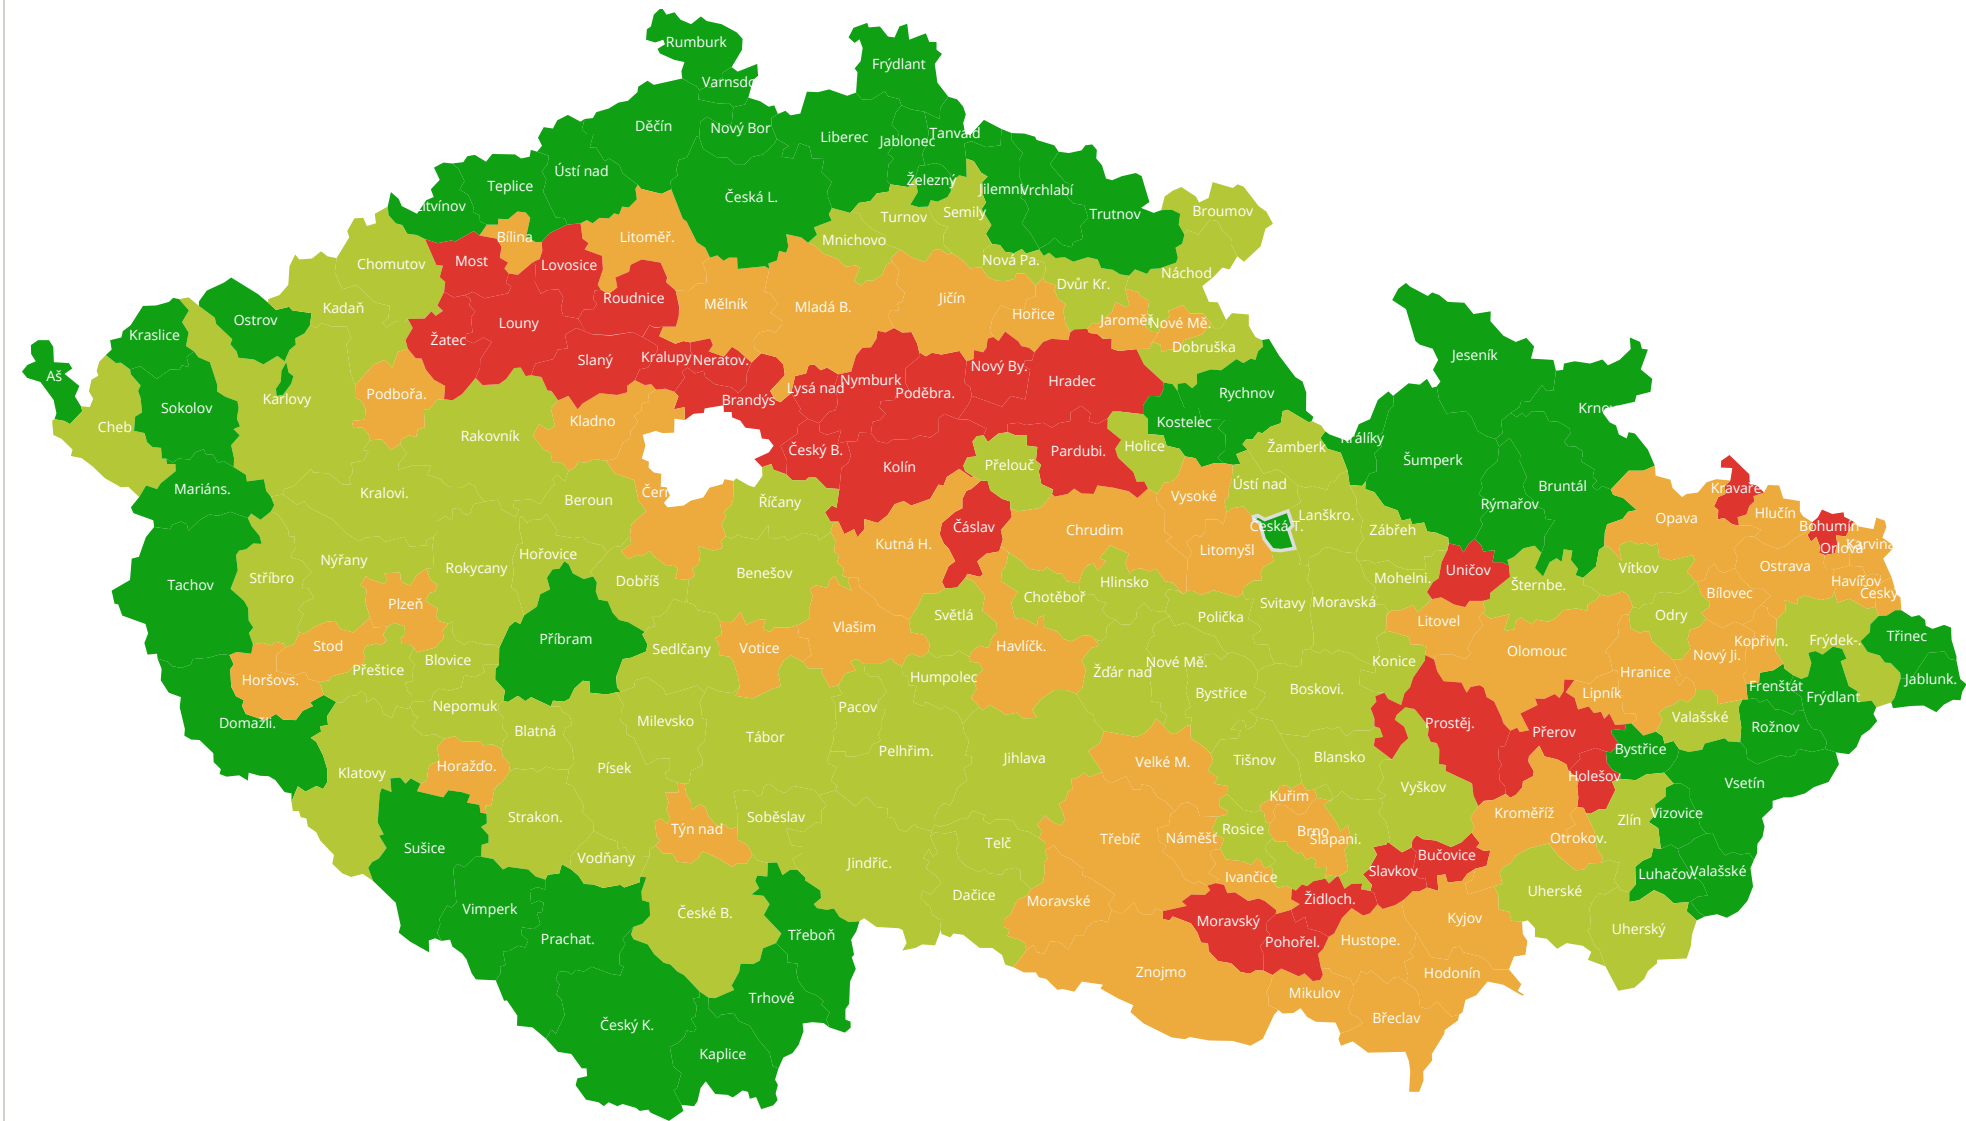 Rumburk
Frýdlant
Varnsdo
Děčín
Nový Bor
Liberec
Jablonec
Tanvald
Ústí nad
Teplice
Železný
Česká L.
Jilemni
Vrchlabí
itvínov
Turnov
Semily
Trutnov
Broumov
Bílina
Litoměř.
Mnichovo
Most
Lovosice
Chomutov
Nová Pa.
Náchod
Dvůr Kr.
Roudnice
Mělník
Mladá B.
Jičín
Kadaň
Hořice
Jaroměř
Nové Mě.
Ostrov
Louny
Kraslice
Žatec
Dobruška
Slaný
Kralupy
Neratov.
Nový By.
Jeseník
Aš
Hradec
Nymburk
Lysá nad
Poděbra.
Podbořa.
Rychnov
Karlovy
Brandýs
Sokolov
Krnov
Kladno
Kostelec
Cheb
Rakovník
Králíky
Holice
Žamberk
Český B.
Pardubi.
Šumperk
Přelouč
Kolín
Mariáns.
Kralovi.
Beroun
Čern
Ústí nad
Bruntál
Kravaře
Vysoké
Říčany
Rýmařov
Hlučín
Lanškro.
Opava
Česká T.
Bohumín
Čáslav
Chrudim
Zábřeh
Kutná H.
Karviná
Orlová
Litomyšl
Hořovice
Nýřany
Ostrava
Rokycany
Vítkov
Uničov
Benešov
Stříbro
Mohelni.
Dobříš
Hlinsko
Havířov
Tachov
Šternbe.
Bílovec
Český
Chotěboř
Plzeň
Svitavy
Moravská
Světlá
Polička
Odry
Litovel
Vlašim
Třinec
Příbram
Frýdek-.
Kopřivn.
Stod
Havlíčk.
Votice
Sedlčany
Olomouc
Nový Ji.
Blovice
Konice
Nové Mě.
Přeštice
Žďár nad
Hranice
Humpolec
Jablunk.
Horšovs.
Frenštát
Boskovi.
Bystřice
Lipník
Frýdlant
Nepomuk
Pacov
Valašské
Milevsko
Domažli.
Prostěj.
Rožnov
Blatná
Přerov
Tábor
Bystřice
Pelhřim.
Blansko
Jihlava
Tišnov
Velké M.
Horažďo.
Písek
Klatovy
Holešov
Vsetín
Vyškov
Kuřim
Kroměříž
Vizovice
Strakon.
Soběslav
Zlín
Týn nad
Rosice
Brno
Šlapani.
Třebíč
Náměšť
Otrokov.
Telč
Sušice
Bučovice
Vodňany
Jindřic.
Slavkov
Valašské
Luhačov.
Ivančice
Uherské
Dačice
Židloch.
Moravské
Vimperk
České B.
Kyjov
Moravský
Uherský
Třeboň
Prachat.
Hustope.
Pohořel.
Znojmo
Hodonín
Mikulov
Trhové
Břeclav
Český K.
Kaplice